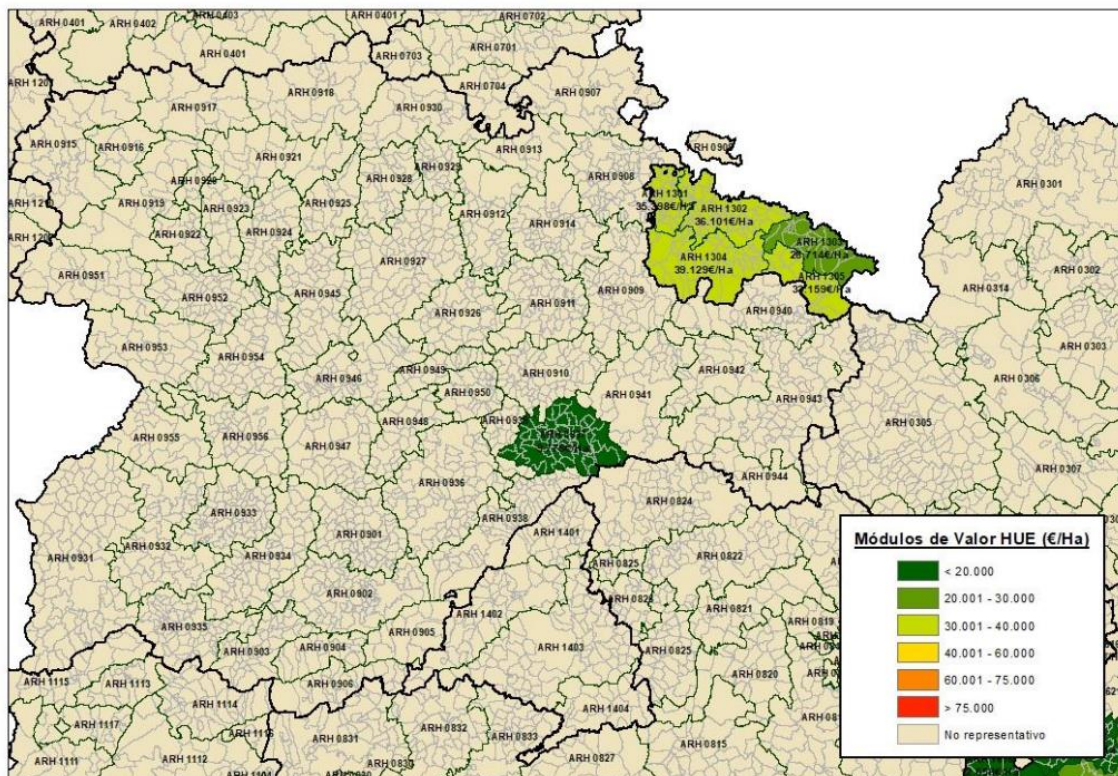 ARH 0401
ARH 0402
ARH 0403
ARH 0401
ARH 0702
ARH 0401
ARH 0703
ARH 0701
ARH 0704
ARH 0907
ARH 0917
ARH 0918
ARH 0930
ARH 0915
ARH 0916
ARH 0921
ARH 0913
ARH 0908
ARH 0301
ARH 0928
ARH 0929
ARH 1301
ARH 1302
36.101€/Ha
ARH 0919
ARH 0923
ARH 0925
ARH 0912
ARH 0914
ARH 0922
ARH 0924
ARH 1303
ARH 1304
39.129€/Ha
ARH 0927
ARH 0302
ARH 0951
ARH 1305
ARH 0314
ARH 0952
ARH 0945
ARH 0911
ARH 0909
ARH 0926
ARH 0940
ARH 0953
ARH 0954
ARH 0303
ARH 0946
ARH 0949
ARH 0910
ARH 0942
ARH 0306
ARH 0950
ARH 0941
ARH 0943
ARH 0948
ARH 0305
ARH 0955
ARH 0956
ARH 0947
ARH 0307
ARH 0936
ARH 0944
ARH 0933
ARH 0824
ARH 0938
ARH 0901
ARH 1401
ARH 0931
ARH 0932
ARH 0934
ARH 0822
ARH 0825
ARH 0902
ARH 1402
ARH 0821
ARH 0935
ARH 0905
ARH 0819
ARH 0903
ARH 0904
ARH 1403
ARH 0825
ARH 0820
ARH 1115
ARH 1113
ARH 0906
ARH 1114
ARH 1404
ARH 1117
ARH 0832
ARH 0833
ARH 0831
ARH 0815
ARH 1111
ARH 1112
ARH 0827
Módulos de Valor HUE (€/Ha)
< 20.000
20.001 - 30.000
30.001 - 40.000
40.001 - 60.000
60.001 - 75.000
> 75.000
No representativo